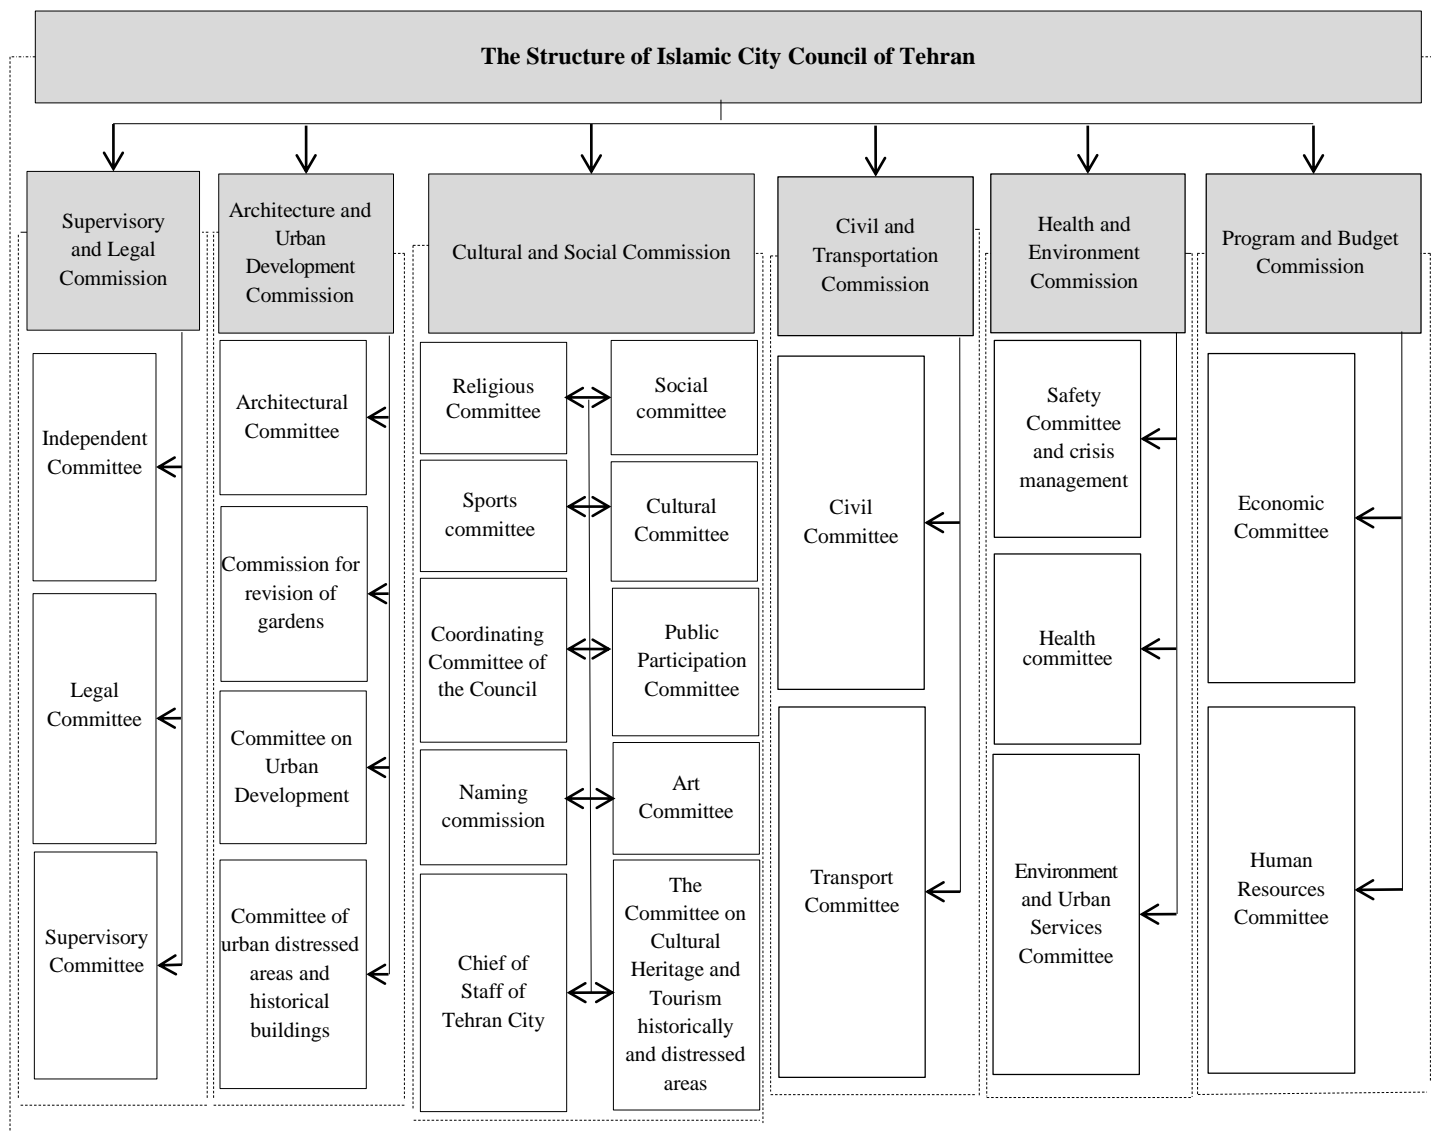 The Structure of Islamic City Council of Tehran
Supervisory
and Legal
Commission
Architecture and
Urban
Development
Commission
Cultural and Social Commission
Civil and
Transportation
Commission
Health and
Environment
Commission
Program and Budget
Commission
Independent
Committee
Legal
Committee
Supervisory
Committee
Architectural
Committee
Commission for
revision of
gardens
Committee on
Urban
Development
Committee of
urban distressed
areas and
historical
buildings
Religious
Committee
Sports
committee
Coordinating
Committee of
the Council
Naming
commission
Chief of
Staff of
Tehran City
Social
committee
Cultural
Committee
Public
Participation
Committee
Art
Committee
The
Committee on
Cultural
Heritage and
Tourism
historically
and distressed
areas
Civil
Committee
Transport
Committee
Safety
Committee
and crisis
management
Health
committee
Environment
and Urban
Services
Committee
Economic
Committee
Human
Resources
Committee